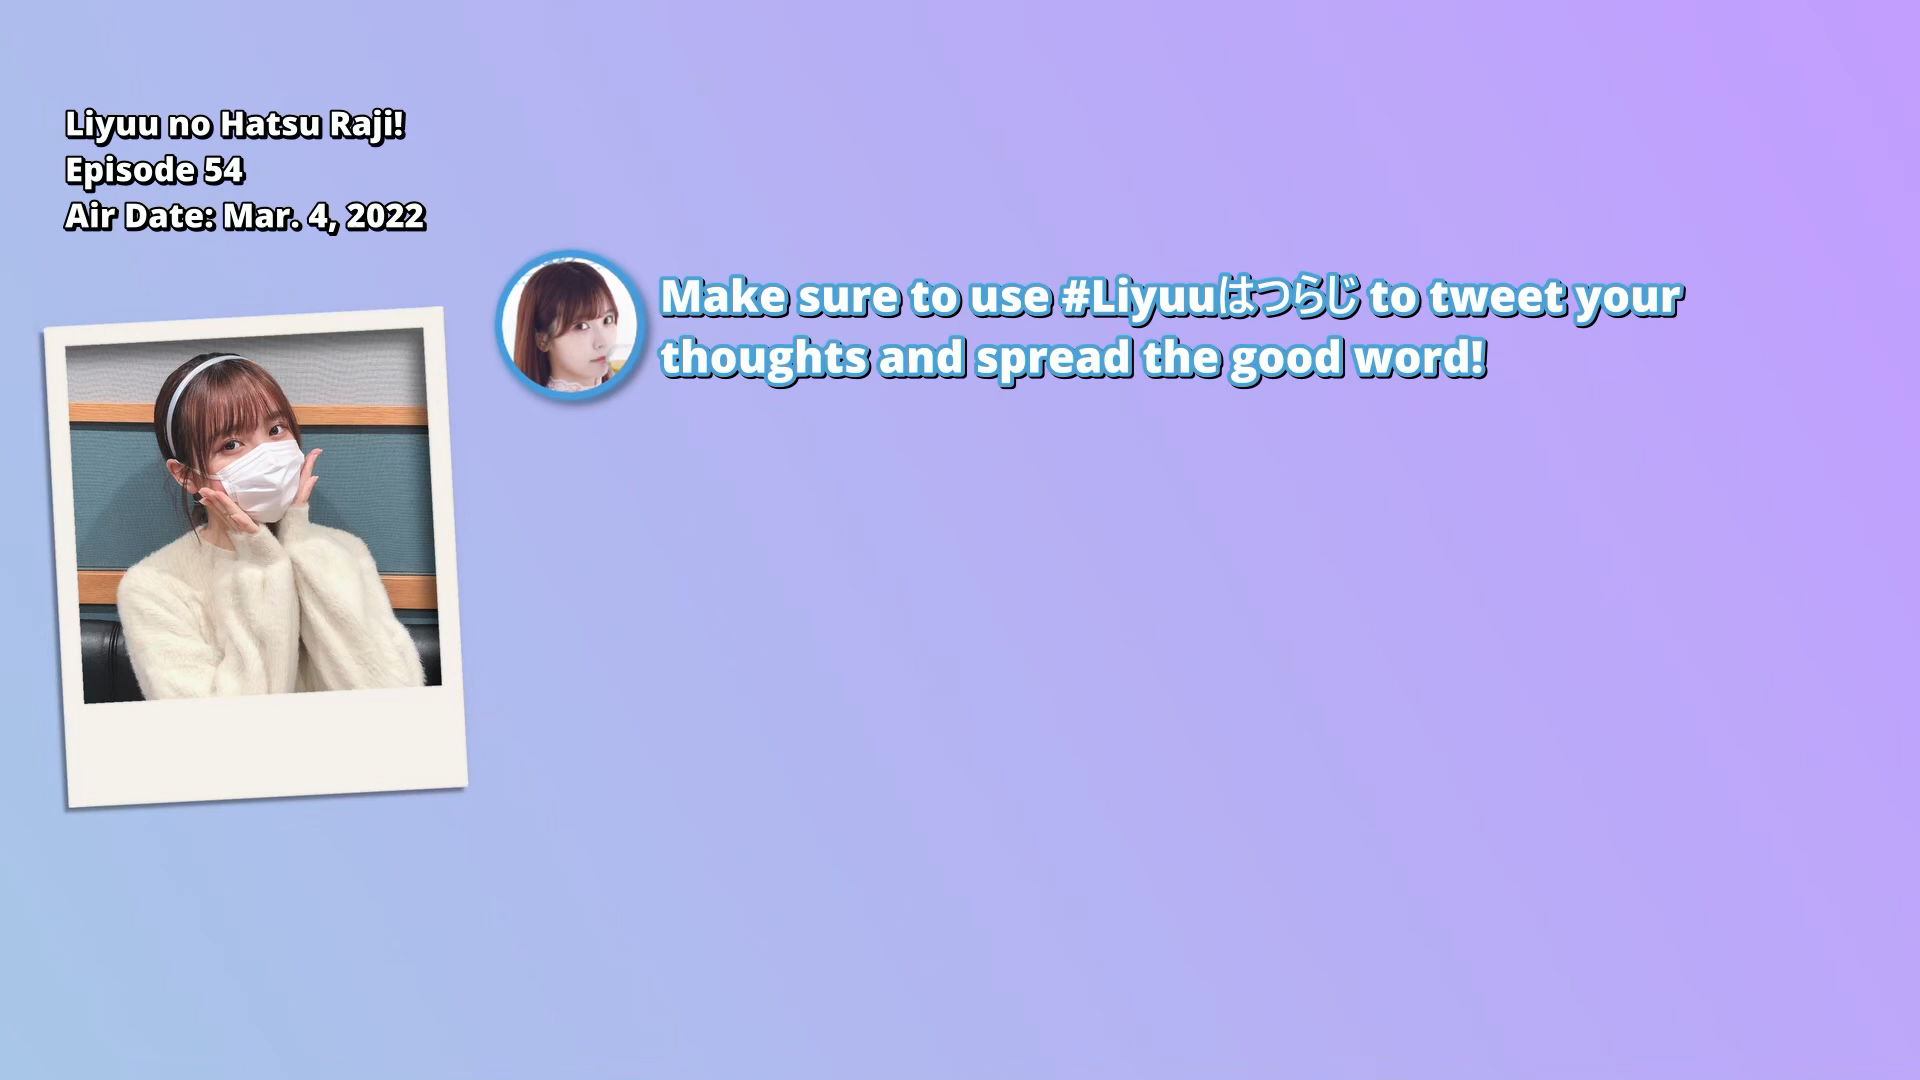 Liyuu no Hatsu Raji!
Episode 54
Air Date: Mar. 4, 2022
Make sure to use #Liyuuはつらじ to tweet your
thoughts and spread the good word!